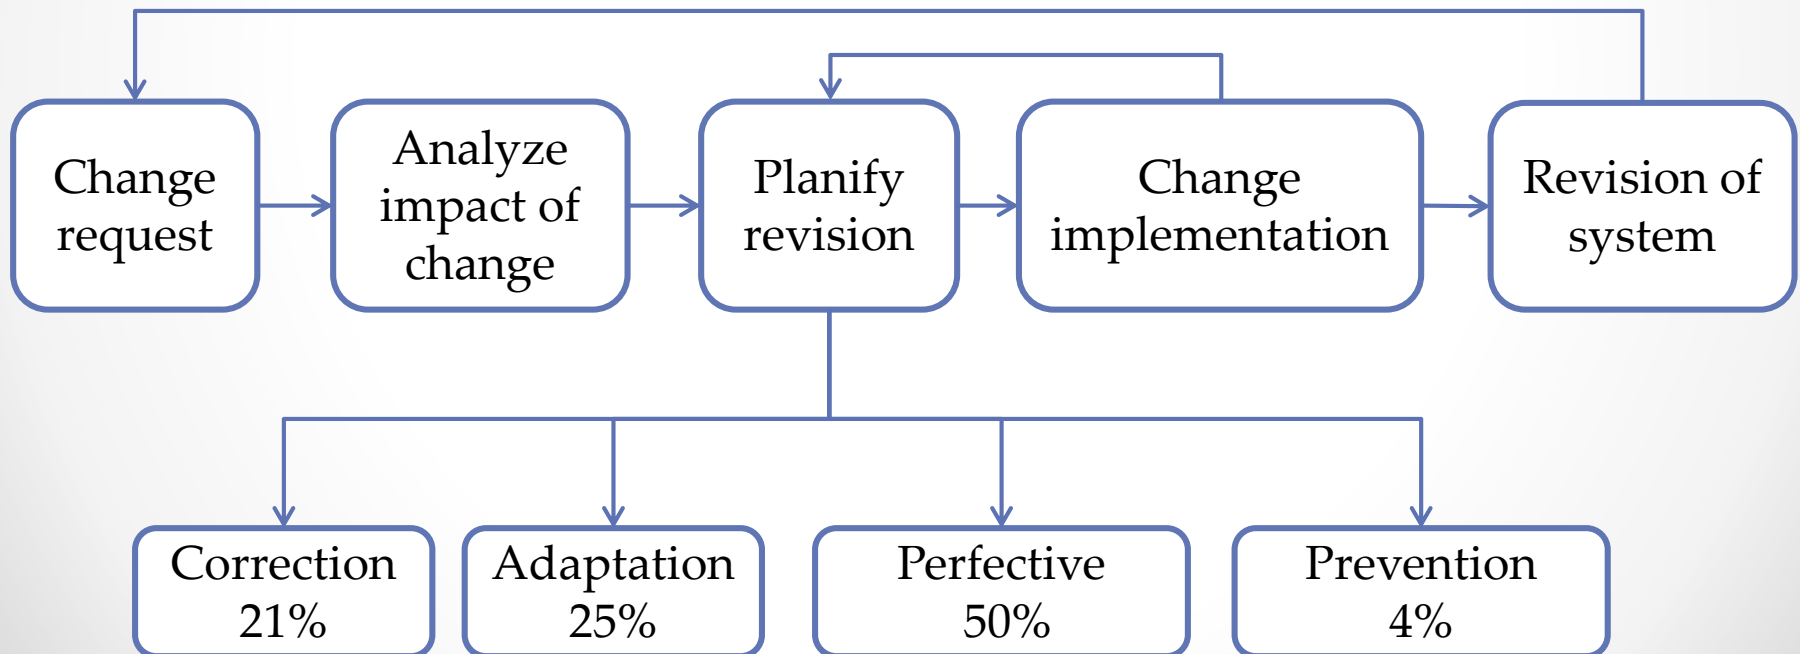 Change
request
Analyze
impact of
change
Planify
revision
Change
implementation
Revision of
system
Correction
21%
Adaptation
25%
Perfective
50%
Prevention
4%